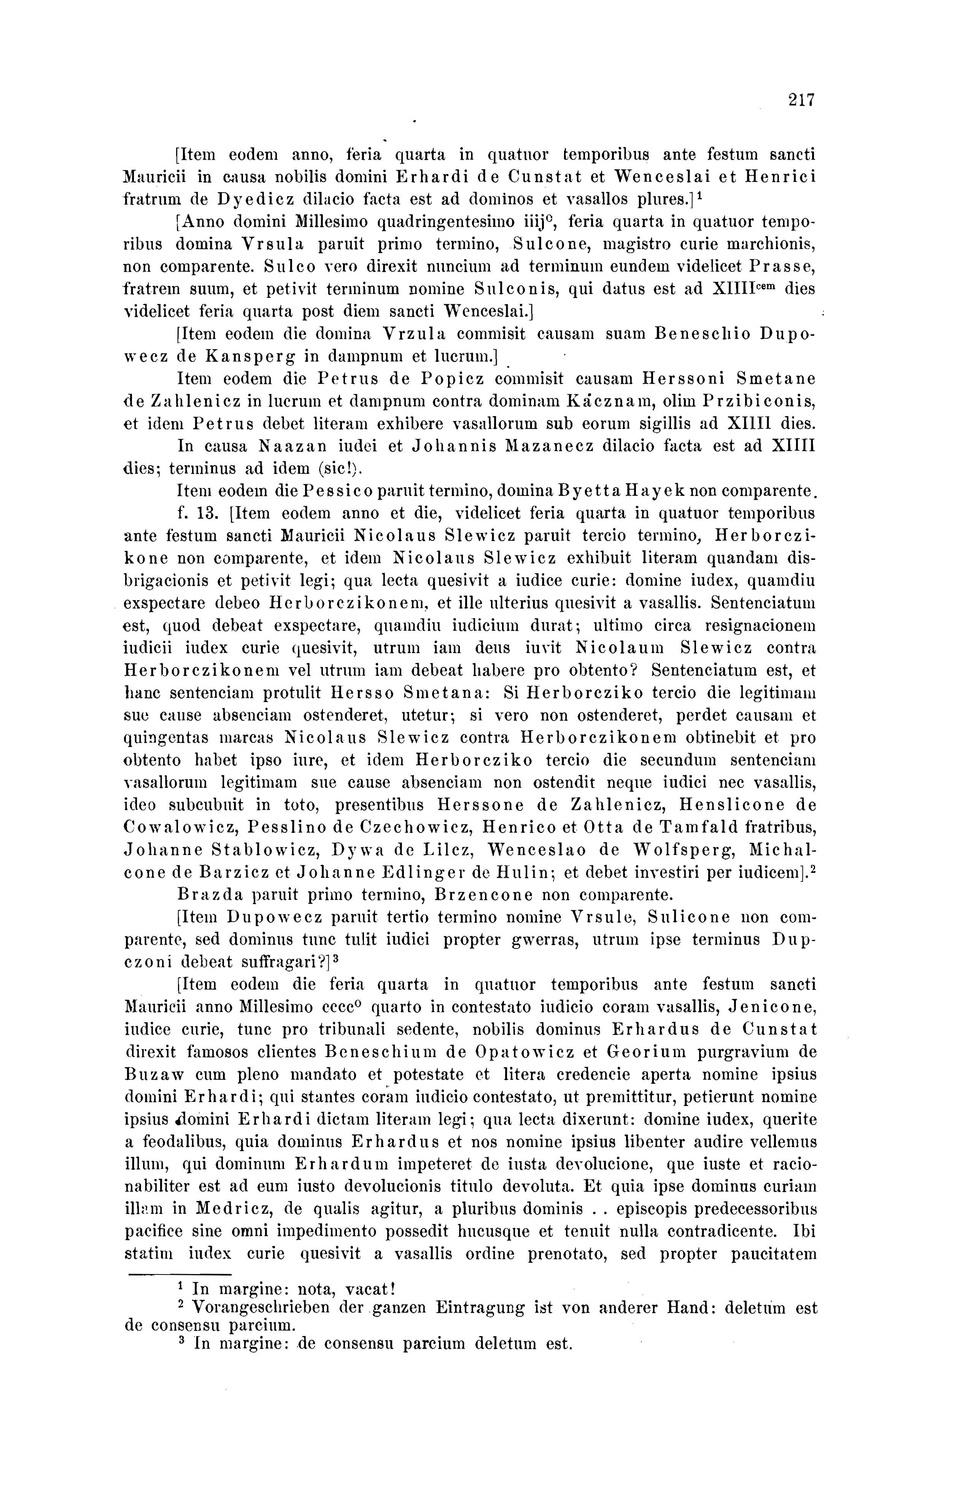 217
[Item eodem anno, feria quarta in quatuor temporibus ante festum sancti
Mauricii in causa nobilis domini Erhardi de Cunstat et Wenceslai et Henrici
fratrum de Dyedicz dilacio facta est ad dominos et vasallos plures.]¹
[Anno domini Millesimo quadringentesimo iiij⁰, feria quarta in quatuor tempo-
ribus domina Vrsula paruit primo termino, Sulcone, magistro curie marchionis,
non comparente. Sulco vero direxit nuncium ad terminum eundem videlicet Prasse,
fratrem suum, et petivit terminum nomine Sulconis, qui datus est ad XIIIIᶜᵉᵐ dies
videlicet feria quarta post diem sancti Wenceslai.]
[Item eodem die domina Vrzula commisit causam suam Beneschio Dupo-
wecz de Kansperg in dampnum et lucrum.]
Item eodem die Petrus de Popicz commisit causam Herssoni Smetane
de Zahlenicz in lucrum et dampnum contra dominam Kácznam, olim Przibiconis,
et idem Petrus debet literam exhibere vasallorum sub eorum sigillis ad XIIII dies.
In causa Naazan iudei et Johannis Mazanecz dilacio facta est ad XIIII
dies; terminus ad idem (sic!).
Item eodem die Pessico paruit termino, domina Byetta Hayek non comparente.
f. 13. [Item eodem anno et die, videlicet feria quarta in quatuor temporibus
ante festum sancti Mauricii Nicolaus Slewicz paruit tercio termino, Herborczi-
kone non comparente, et idem Nicolaus Slewicz exhibuit literam quandam dis-
brigacionis et petivit legi; qua lecta quesivit a iudice curie: domine iudex, quamdiu
exspectare debeo Herborczikonem, et ille ulterius quesivit a vasallis. Sentenciatum
est, quod debeat exspectare, quamdiu iudicium durat; ultimo circa resignacionem
iudicii iudex curie quesivit, utrum iam deus iuvit Nicolaum Slewicz contra
Herborczikonem vel utrum iam debeat habere pro obtento? Sentenciatum est, et
hanc sentenciam protulit Hersso Smetana: Si Herborcziko tercio die legitimam
sue cause absenciam ostenderet, utetur; si vero non ostenderet, perdet causam et
quingentas marcas Nicolaus Slewicz contra Herborczikonem obtinebit et pro
obtento habet ipso iure, et idem Herborcziko tercio die secundum sentenciam
vasallorum legitimam sue cause absenciam non ostendit neque iudici nec vasallis,
ideo subcubuit in toto, presentibus Herssone de Zahlenicz, Henslicone de
Cowalowicz, Pesslino de Czechowicz, Henrico et Otta de Tamfald fratribus,
Johanne Stablowicz, Dywa de Lilcz, Wenceslao de Wolfsperg, Michal-
cone de Barzicz et Johanne Edlinger de Hulin; et debet investiri per iudicem].²
Brazda paruit primo termino, Brzencone non comparente.
[Item Dupowecz paruit tertio termino nomine Vrsule, Sulicone non com-
parente, sed dominus tunc tulit iudici propter gwerras, utrum ipse terminus Dup-
czoni debeat suffragari?]³
[Item eodem die feria quarta in quatuor temporibus ante festum sancti
Mauricii anno Millesimo cccc⁰ quarto in contestato iudicio coram vasallis, Jenicone,
iudice curie, tunc pro tribunali sedente, nobilis dominus Erhardus de Cunstat
direxit famosos clientes Beneschium de Opatowicz et Georium purgravium de
Buzaw cum pleno mandato et potestate et litera credencie aperta nomine ipsius
domini Erhardi; qui stantes coram iudicio contestato, ut premittitur, petierunt nomine
ipsius domini Erhardi dictam literam legi; qua lecta dixerunt: domine iudex, querite
a feodalibus, quia dominus Erhardus et nos nomine ipsius libenter audire vellemus
illum, qui dominum Erhardum impeteret de iusta devolucione, que iuste et racio-
nabiliter est ad eum iusto devolucionis titulo devoluta. Et quia ipse dominus curiam
illam in Medricz, de qualis agitur, a pluribus dominis . . episcopis predecessoribus
pacifice sine omni impedimento possedit hucusque et tenuit nulla contradicente. Ibi
statim iudex curie quesivit a vasallis ordine prenotato, sed propter paucitatem
¹ In margine: nota, vacat!
² Vorangeschrieben der ganzen Eintragung ist von anderer Hand: deletum est
de consensu parcium.
³ In margine: de consensu parcium deletum est.